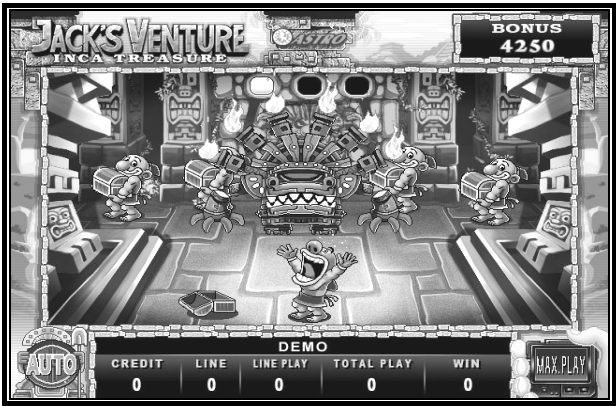 JACK'S VENTURE
INCA TREASURE
ASTRO
BONUS
4250
DEMO
CREDIT LINE LINE PLAY TOTAL PLAY WIN
0 0 0 0 0
AUTO
MAX.PLAY